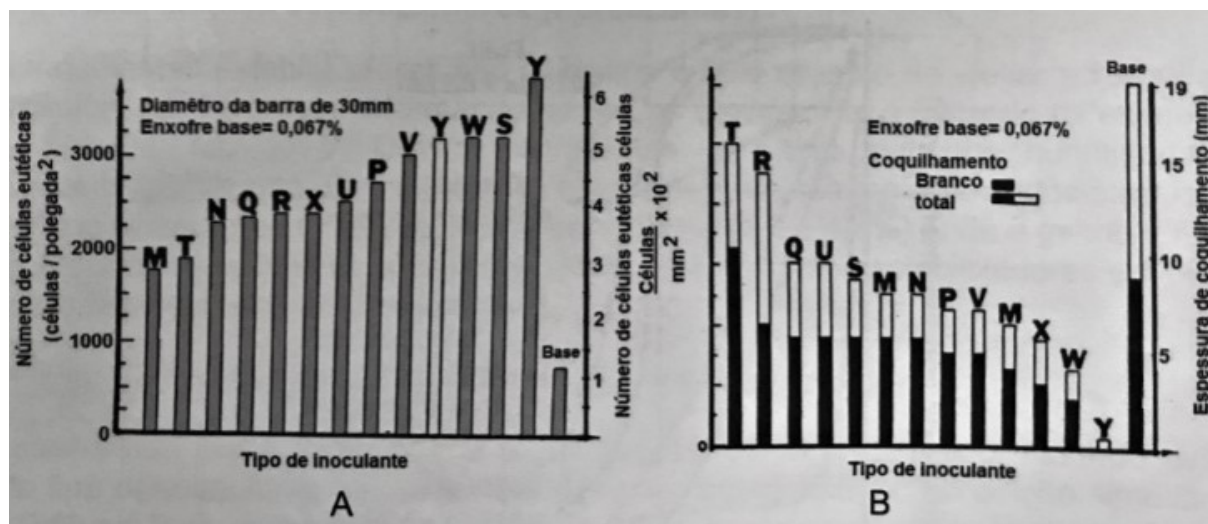 Número de células eutéticas
(células / polegada²)
3000
2000
1000
0
Diamêtro da barra de 30mm
Enxofre base= 0,067%
M
T
N
Q
R
X
U
P
V
Y
W
S
Y
Base
6
5
4
3
2
1
Número de células eutéticas células
Células
mm²
x 10²
Tipo de inoculante
A
0
T
R
Q
U
S
M
N
P
V
M
X
W
Y
Base
Enxofre base= 0,067%
Coquilhamento
Branco
total
19
15
10
5
Espessura de coquilhamento (mm)
Tipo de inoculante
B